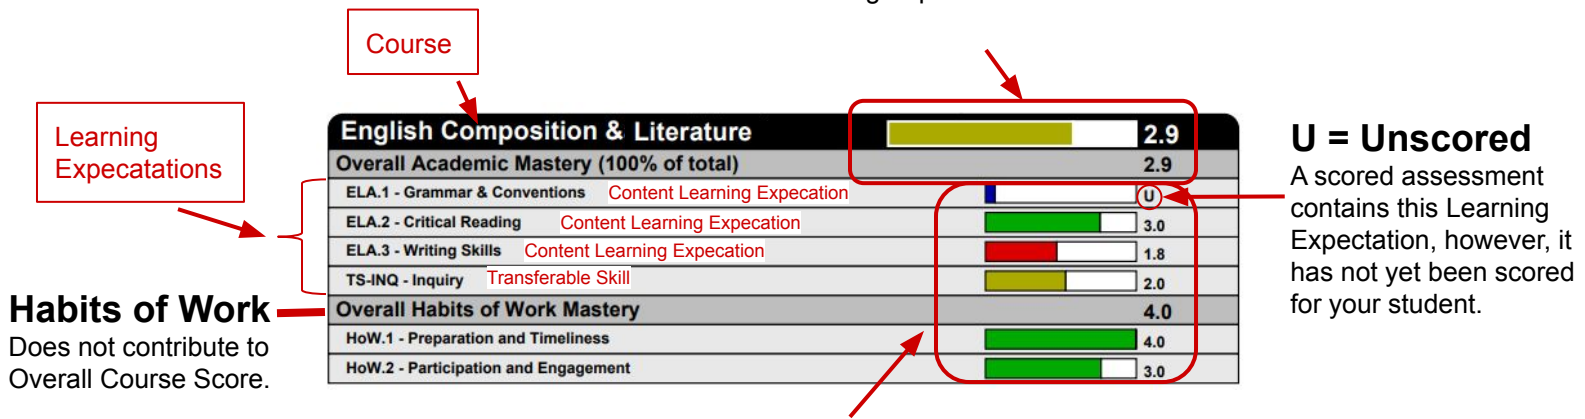 Course
Learning
Expecatations
English Composition & Literature 2.9
Overall Academic Mastery (100% of total) 2.9
ELA.1 - Grammar & Conventions Content Learning Expecation U
ELA.2 - Critical Reading Content Learning Expecation 3.0
ELA.3 - Writing Skills Content Learning Expecation 1.8
TS-INQ - Inquiry Transferable Skill 2.0
Overall Habits of Work Mastery 4.0
HoW.1 - Preparation and Timeliness 4.0
HoW.2 - Participation and Engagement 3.0
Habits of Work
Does not contribute to
Overall Course Score.
U = Unscored
A scored assessment
contains this Learning
Expectation, however, it
has not yet been scored
for your student.